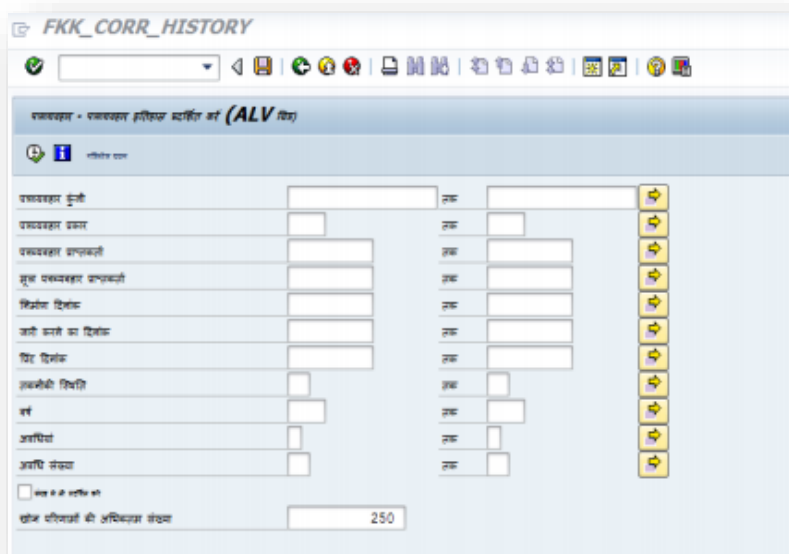 FKK_CORR_HISTORY
पत्रव्यवहार - पत्रव्यवहार इतिहास प्रदर्शित करें (ALV ग्रिड)
पत्रव्यवहार कुंजी तक
पत्रव्यवहार प्रकार तक
पत्रव्यवहार प्राप्तकर्ता तक
मूल पत्रव्यवहार प्राप्तकर्ता तक
निर्माण दिनांक तक
जारी करने का दिनांक तक
प्रिंट दिनांक तक
तकनीकी स्थिति तक
वर्ष तक
अवधियां तक
अवधि संख्या तक
से भी प्रदर्शित करें
खोज परिणामों की अधिकतम संख्या 250